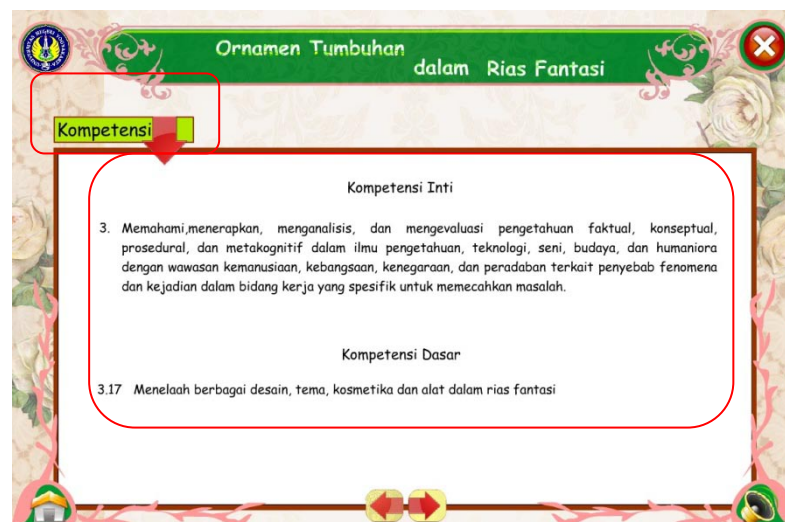 Ornamen Tumbuhan
dalam Rias Fantasi
Kompetensi
Kompetensi Inti
3. Memahami,menerapkan, menganalisis, dan mengevaluasi pengetahuan faktual, konseptual,
prosedural, dan metakognitif dalam ilmu pengetahuan, teknologi, seni, budaya, dan humaniora
dengan wawasan kemanusiaan, kebangsaan, kenegaraan, dan peradaban terkait penyebab fenomena
dan kejadian dalam bidang kerja yang spesifik untuk memecahkan masalah.
Kompetensi Dasar
3.17 Menelaah berbagai desain, tema, kosmetika dan alat dalam rias fantasi